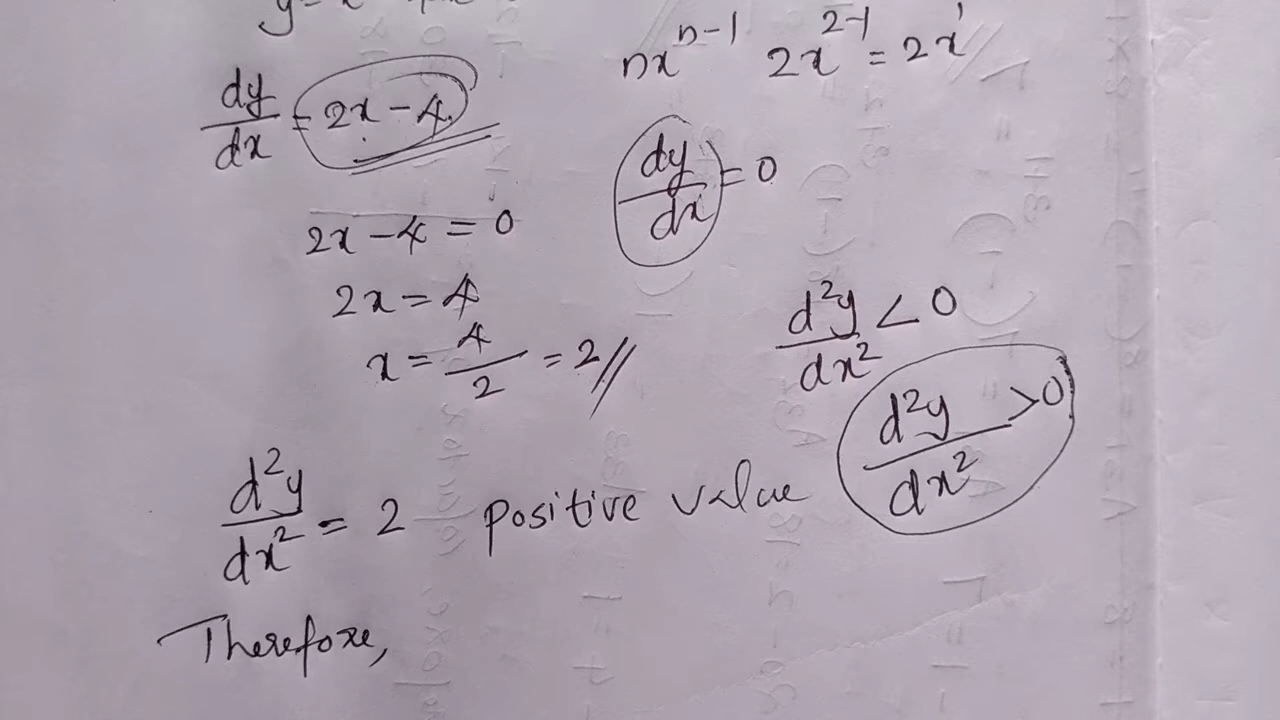 dy/dx = 2x - 4
nx^(n-1) 2x^(2-1) = 2x^1
dy/dx = 0
2x - 4 = 0
2x = 4
x = 4/2 = 2//
d²y/dx² < 0
d²y/dx² > 0
d²y/dx² = 2 positive value
Therefore,